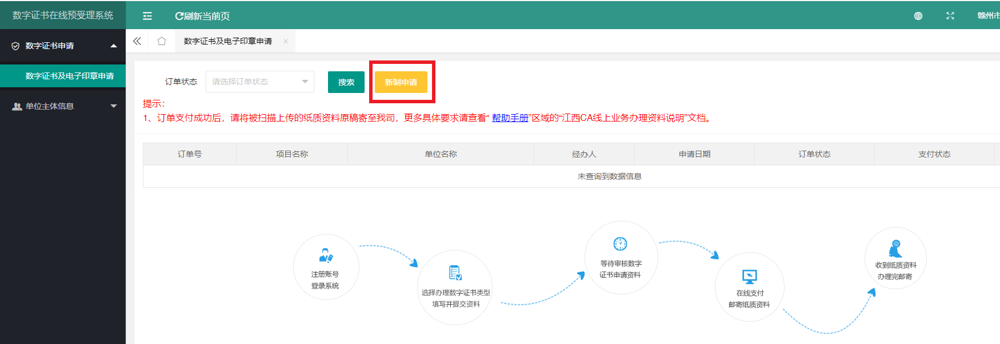 数字证书在线预受理系统
刷新当前页
赣州市
数字证书申请
数字证书及电子印章申请
数字证书及电子印章申请
单位主体信息
订单状态
请选择订单状态
搜索
新制申请
提示：
1、订单支付成功后，请将被扫描上传的纸质资料原稿寄至我司，更多具体要求请查看“ 帮助手册”区域的“江西CA线上业务办理资料说明”文档。
订单号 项目名称 单位名称 经办人 申请日期 订单状态 支付状态
未查询到数据信息
注册账号
登录系统
选择办理数字证书类型
填写并提交资料
等待审核数字
证书申请资料
在线支付
邮寄纸质资料
收到纸质资料
办理完邮寄